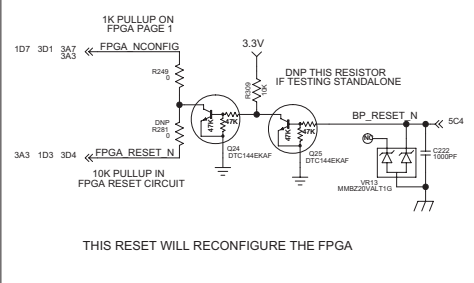 1K PULLUP ON
FPGA PAGE 1
3.3V
1D7 3D1 3A7 FPGA_NCONFIG
3A3
R249
0
R309
10K
DNP THIS RESISTOR
IF TESTING STANDALONE
DNP
R281
0
47K
47K
47K
47K
BP_RESET_N 5C4
NC
Q24
DTC144EKAF
Q25
DTC144EKAF
C222
1000PF
3A3 1D3 3D4 FPGA_RESET_N
10K PULLUP IN
FPGA RESET CIRCUIT
VR13
MMBZ20VALT1G
THIS RESET WILL RECONFIGURE THE FPGA